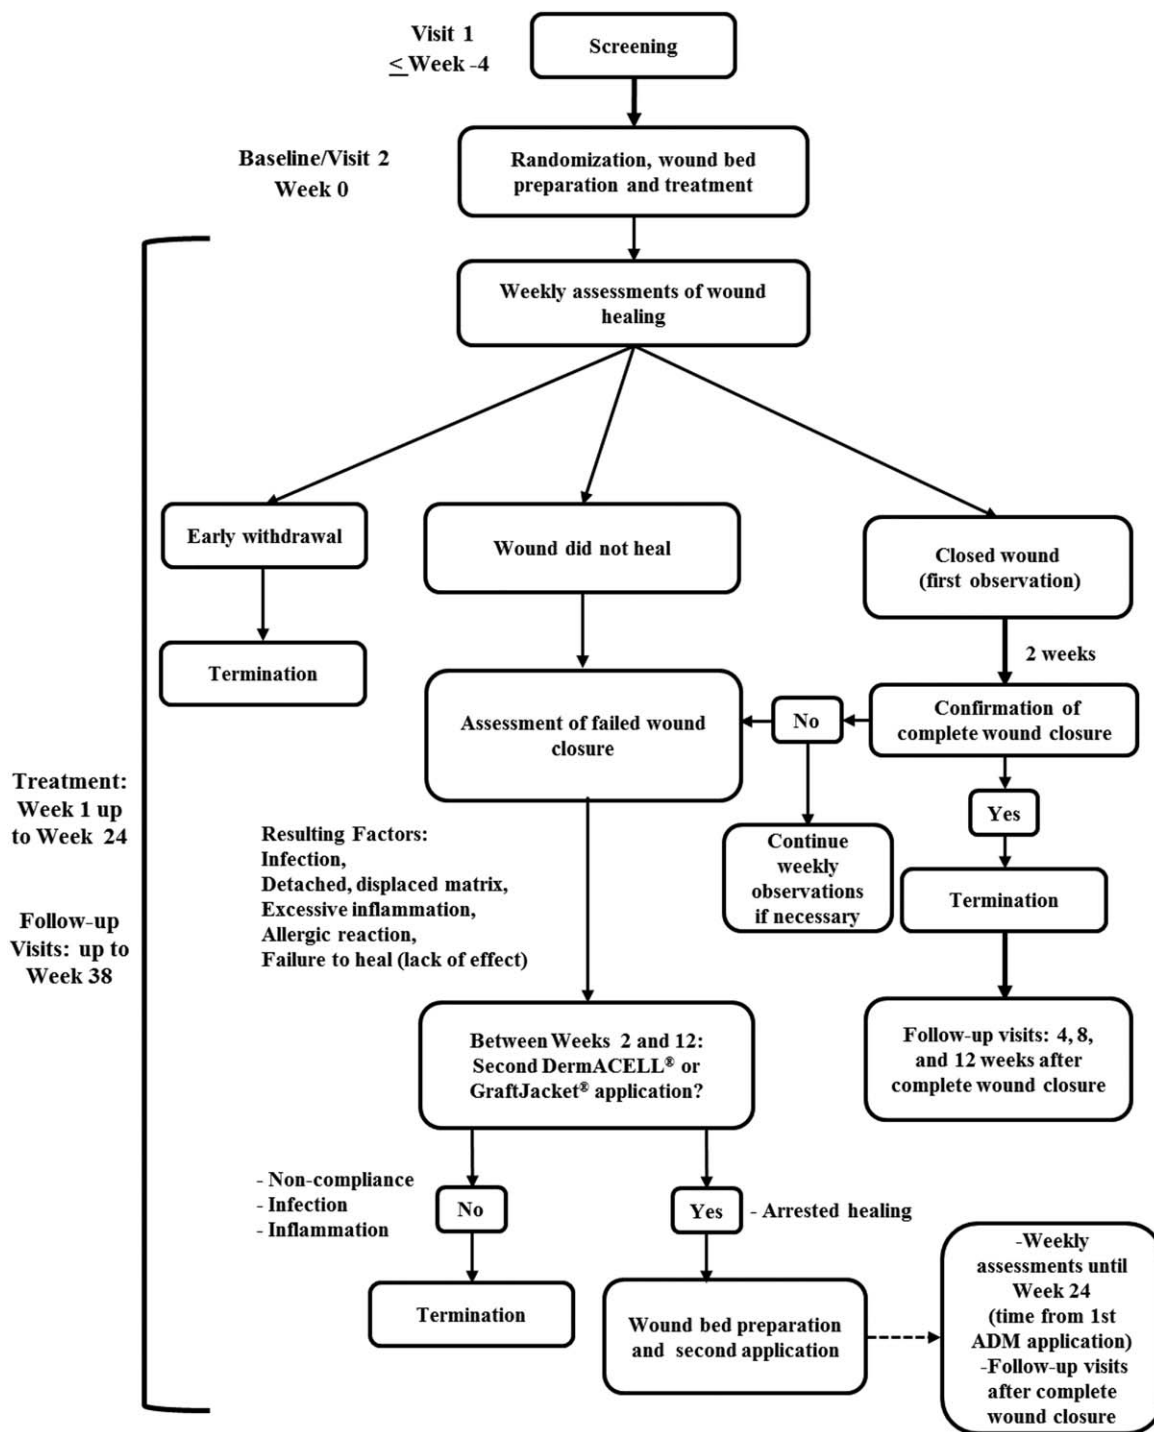 Visit 1
≤ Week -4
Screening
Baseline/Visit 2
Week 0
Randomization, wound bed
preparation and treatment
Weekly assessments of wound
healing
Early withdrawal
Wound did not heal
Closed wound
(first observation)
2 weeks
Termination
Assessment of failed wound
closure
No
Confirmation of
complete wound closure
Yes
Treatment:
Week 1 up
to Week 24
Follow-up
Visits: up to
Week 38
Resulting Factors:
Infection,
Detached, displaced matrix,
Excessive inflammation,
Allergic reaction,
Failure to heal (lack of effect)
Continue
weekly
observations
if necessary
Termination
Between Weeks 2 and 12:
Second DermACELL® or
GraftJacket® application?
Follow-up visits: 4, 8,
and 12 weeks after
complete wound closure
- Non-compliance
- Infection
- Inflammation
No
Yes
- Arrested healing
Termination
Wound bed preparation
and second application
-Weekly
assessments until
Week 24
(time from 1st
ADM application)
-Follow-up visits
after complete
wound closure